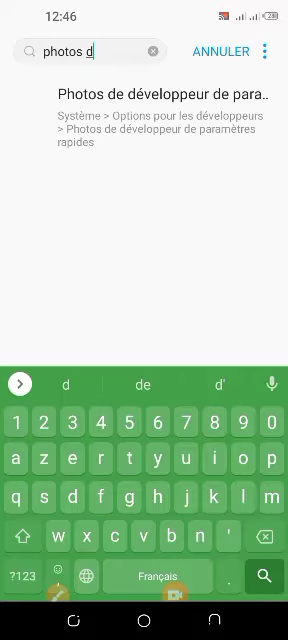 12:46
28
photos d
ANNULER
Photos de développeur de para..
Système > Options pour les développeurs
> Photos de développeur de paramètres
rapides
d de d'
1 2 3 4 5 6 7 8 9 0
a z e r t y u i o p
q s d f g h j k l m
w x c v b n '
?123 , Français .